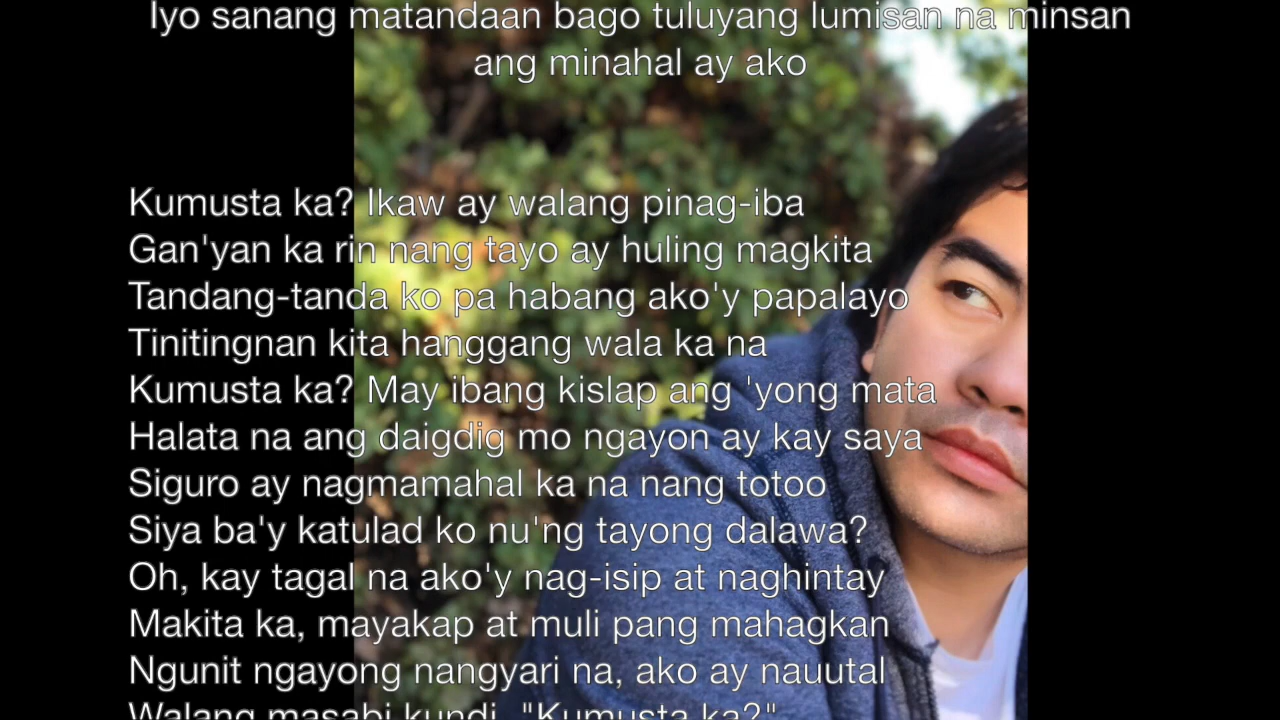 Iyo sanang matandaan bago tuluyang lumisan na minsan
ang minahal ay ako
Kumusta ka? Ikaw ay walang pinag-iba
Gan'yan ka rin nang tayo ay huling magkita
Tandang-tanda ko pa habang ako'y papalayo
Tinitingnan kita hanggang wala ka na
Kumusta ka? May ibang kislap ang 'yong mata
Halata na ang daigdig mo ngayon ay kay saya
Siguro ay nagmamahal ka na nang totoo
Siya ba'y katulad ko nu'ng tayong dalawa?
Oh, kay tagal na ako'y nag-isip at naghintay
Makita ka, mayakap at muli pang mahagkan
Ngunit ngayong nangyari na, ako ay nauutal
Walang masabi kundi, "Kumusta ka?"